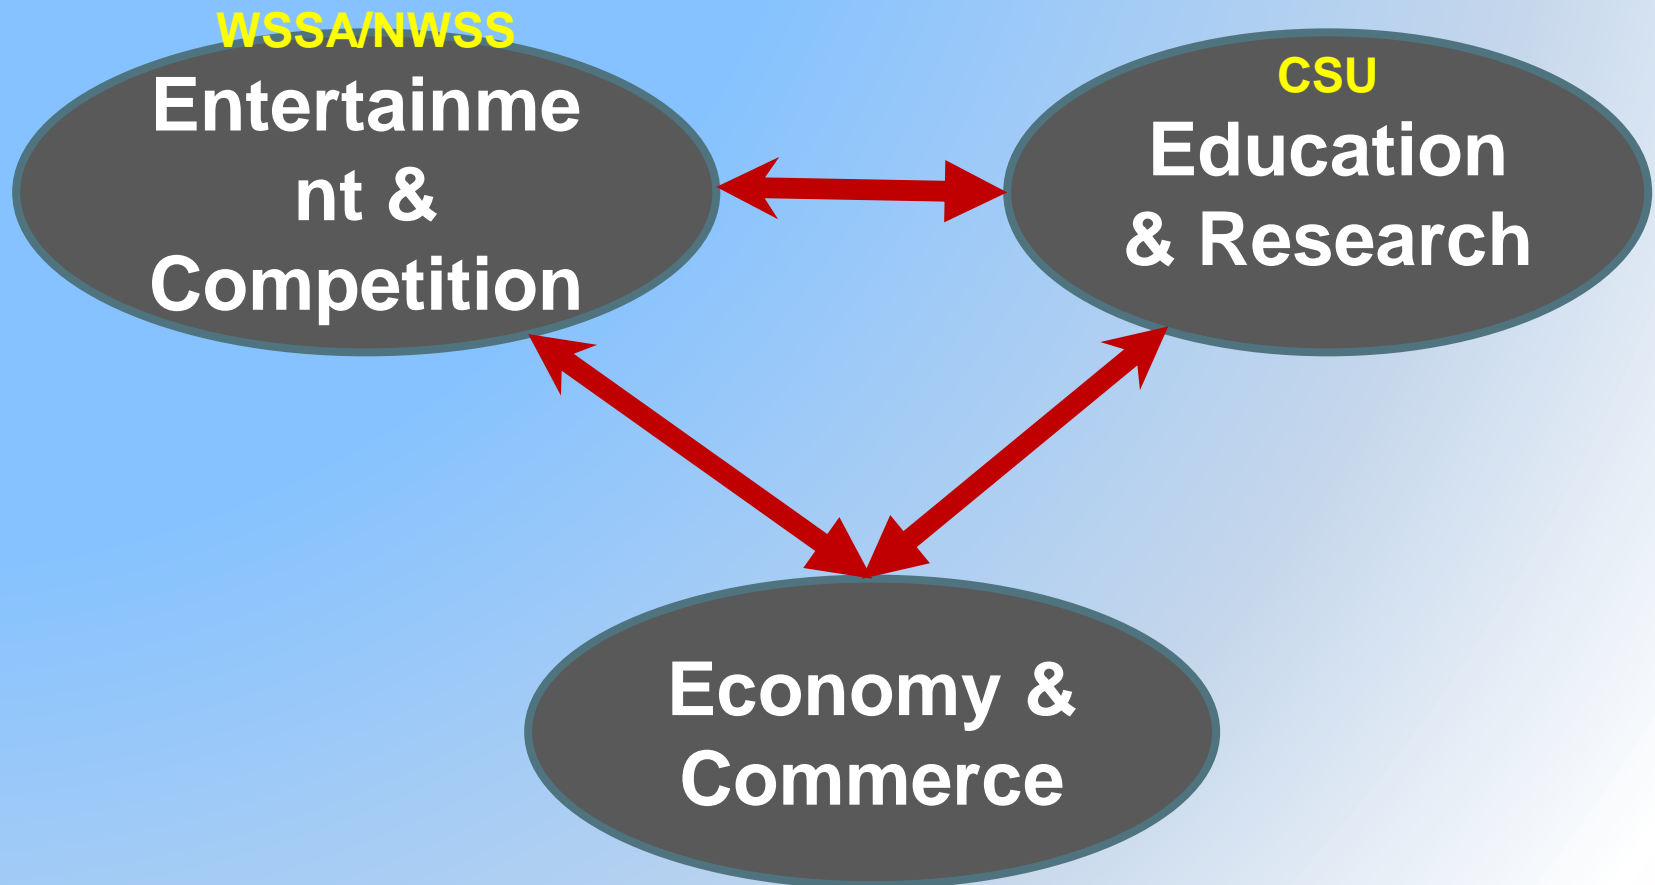 WSSA/NWSS
Entertainme
nt &
Competition
CSU
Education
& Research
Economy &
Commerce